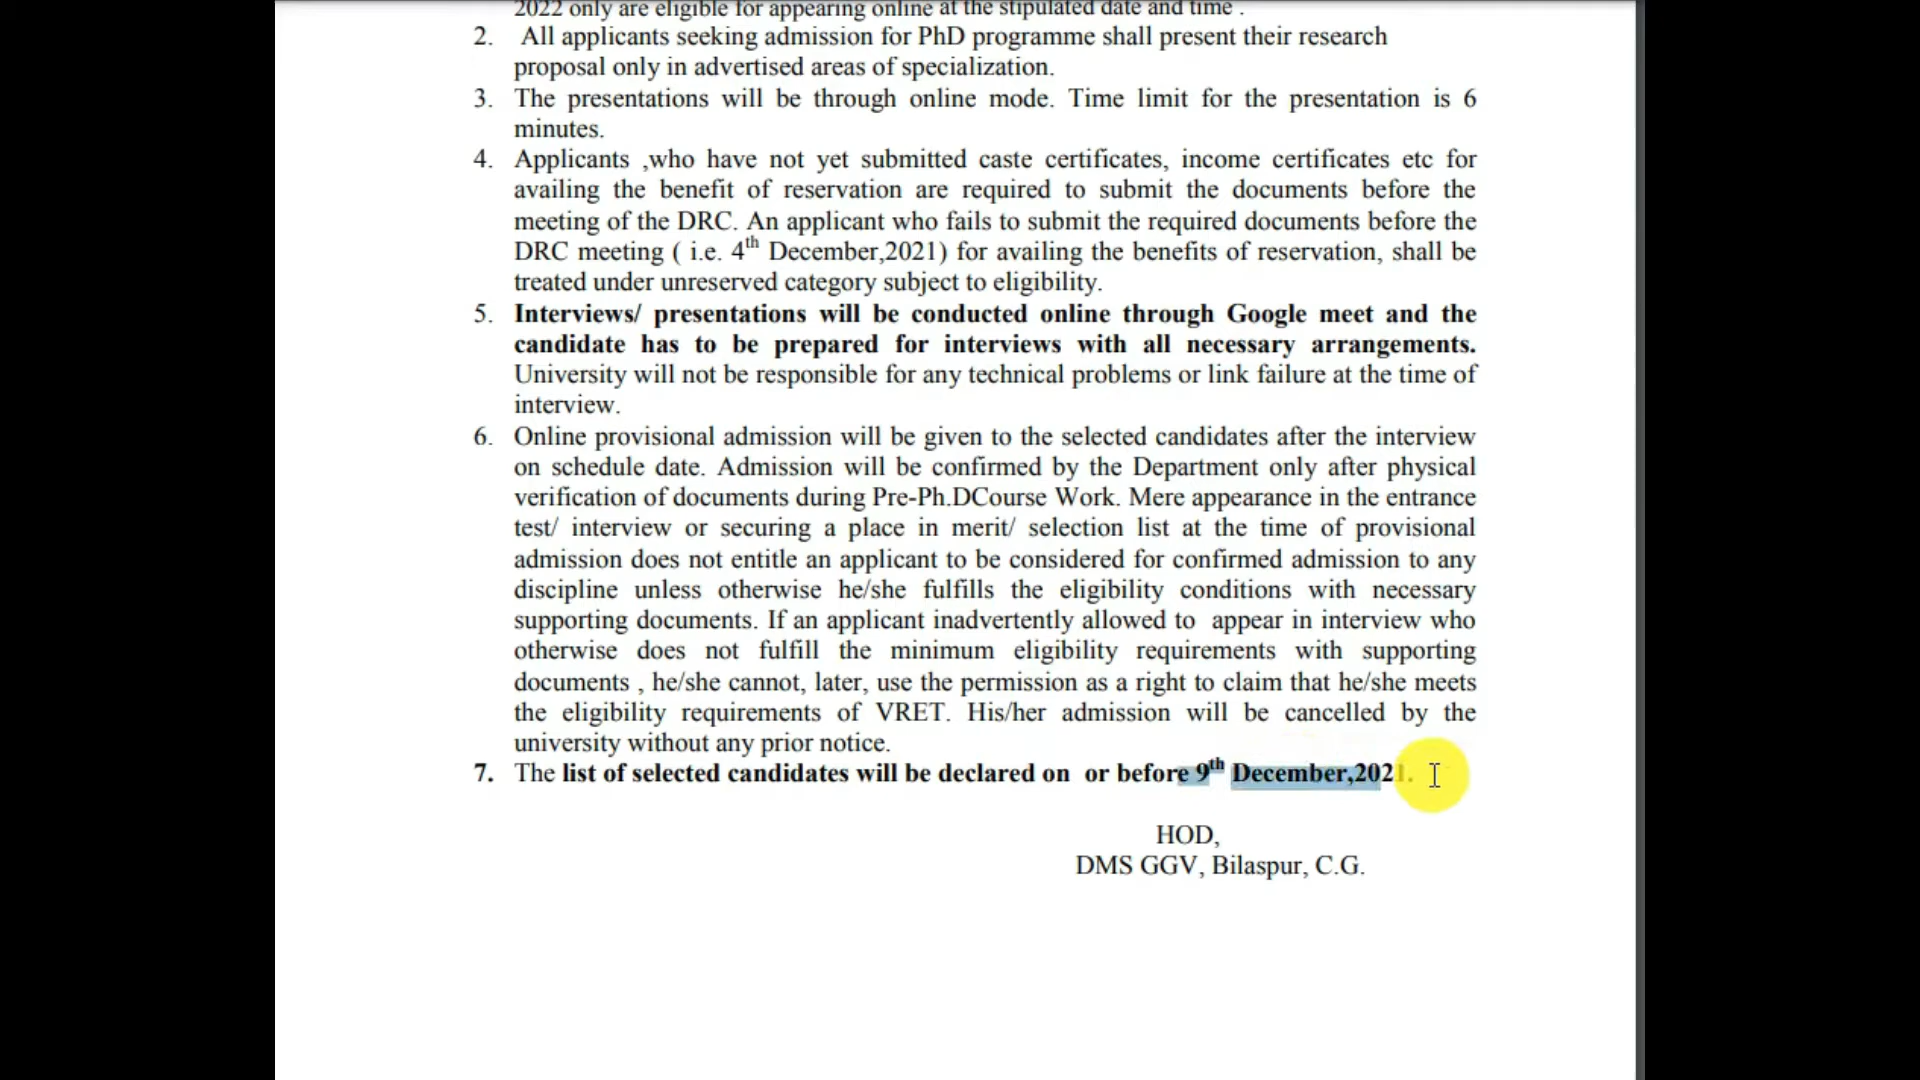 2022 only are eligible for appearing online at the stipulated date and time .
2. All applicants seeking admission for PhD programme shall present their research
proposal only in advertised areas of specialization.
3. The presentations will be through online mode. Time limit for the presentation is 6
minutes.
4. Applicants ,who have not yet submitted caste certificates, income certificates etc for
availing the benefit of reservation are required to submit the documents before the
meeting of the DRC. An applicant who fails to submit the required documents before the
DRC meeting ( i.e. 4th December,2021) for availing the benefits of reservation, shall be
treated under unreserved category subject to eligibility.
5. Interviews/ presentations will be conducted online through Google meet and the
candidate has to be prepared for interviews with all necessary arrangements.
University will not be responsible for any technical problems or link failure at the time of
interview.
6. Online provisional admission will be given to the selected candidates after the interview
on schedule date. Admission will be confirmed by the Department only after physical
verification of documents during Pre-Ph.DCourse Work. Mere appearance in the entrance
test/ interview or securing a place in merit/ selection list at the time of provisional
admission does not entitle an applicant to be considered for confirmed admission to any
discipline unless otherwise he/she fulfills the eligibility conditions with necessary
supporting documents. If an applicant inadvertently allowed to appear in interview who
otherwise does not fulfill the minimum eligibility requirements with supporting
documents , he/she cannot, later, use the permission as a right to claim that he/she meets
the eligibility requirements of VRET. His/her admission will be cancelled by the
university without any prior notice.
7. The list of selected candidates will be declared on or before 9th December,2021.
HOD,
DMS GGV, Bilaspur, C.G.